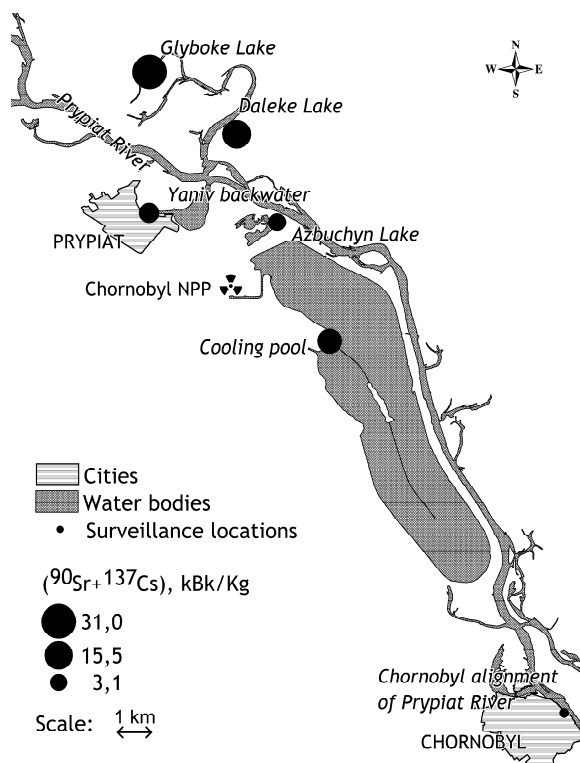 Glyboke Lake
N
W E
S
Daleke Lake
Prypiat River
Yaniv backwater
PRYPIAT
Azbuchyn Lake
Chornobyl NPP
Cooling pool
Cities
Water bodies
Surveillance locations
(⁹⁰Sr+¹³⁷Cs), kBk/Kg
31,0
15,5
3,1
Scale: 1 km
Chornobyl alignment
of Prypiat River
CHORNOBYL